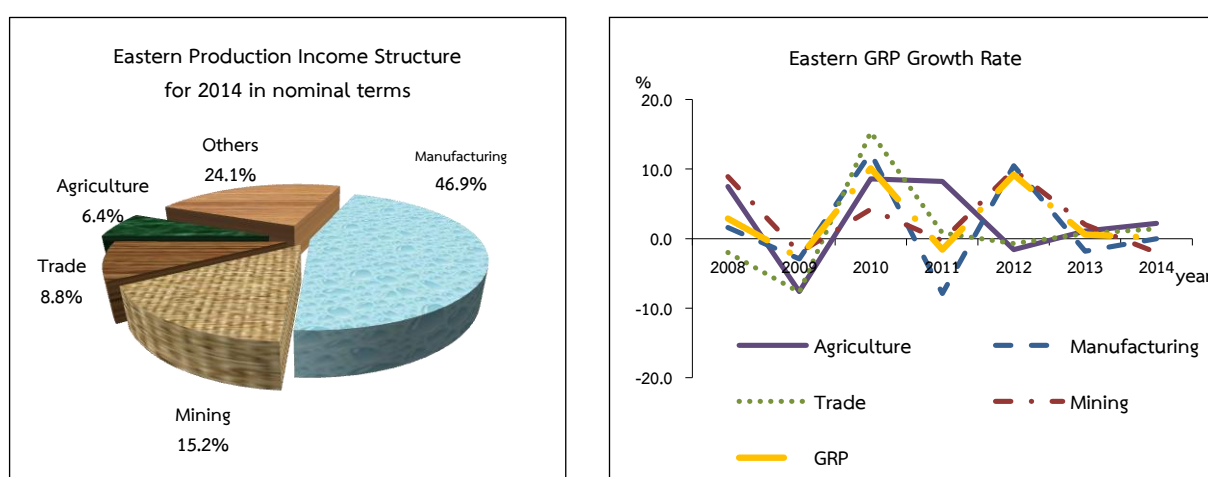 Eastern Production Income Structure
for 2014 in nominal terms
Others
24.1%
Manufacturing
46.9%
Agriculture
6.4%
Trade
8.8%
Mining
15.2%
Eastern GRP Growth Rate
%
20.0
10.0
0.0
-10.0
-20.0
2008 2009 2010 2011 2012 2013 2014
year
Agriculture
Manufacturing
Trade
Mining
GRP